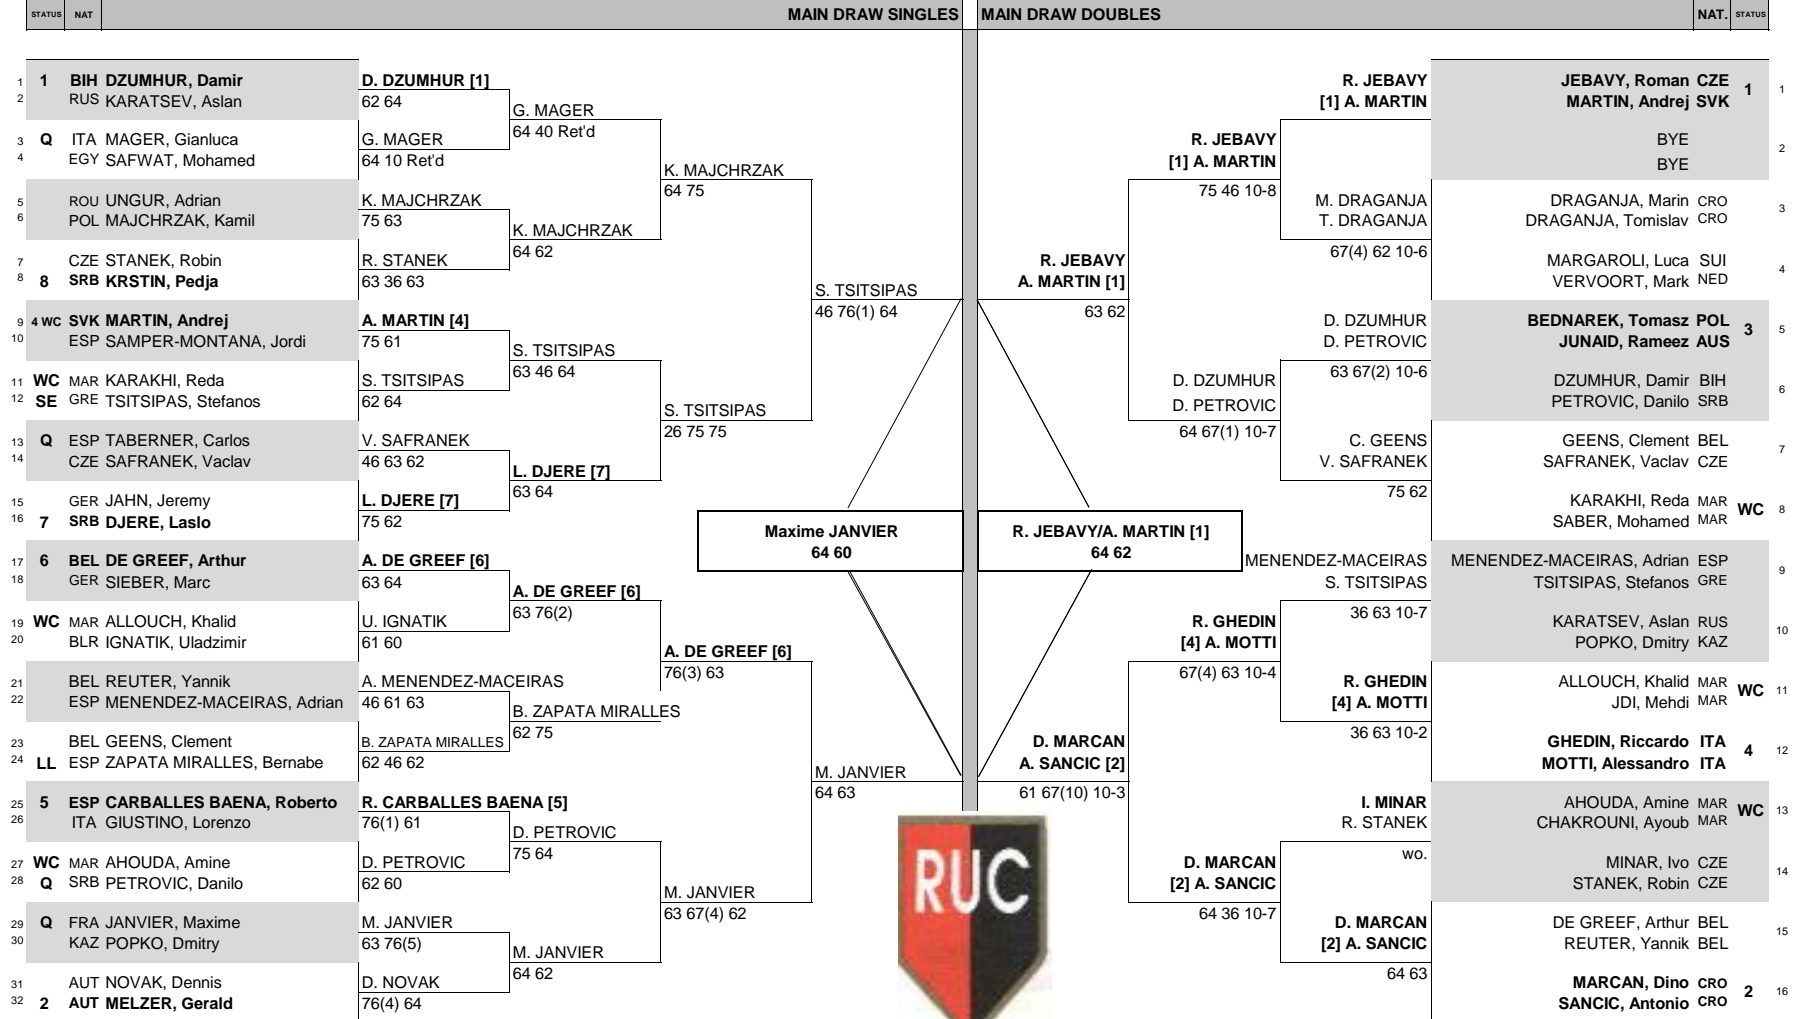 STATUS NAT MAIN DRAW SINGLES MAIN DRAW DOUBLES NAT. STATUS
1 1 BIH DZUMHUR, Damir
2 RUS KARATSEV, Aslan
3 Q ITA MAGER, Gianluca
4 EGY SAFWAT, Mohamed
5 ROU UNGUR, Adrian
6 POL MAJCHRZAK, Kamil
7 CZE STANEK, Robin
8 8 SRB KRSTIN, Pedja
9 4 WC SVK MARTIN, Andrej
10 ESP SAMPER-MONTANA, Jordi
11 WC MAR KARAKHI, Reda
12 SE GRE TSITSIPAS, Stefanos
13 Q ESP TABERNER, Carlos
14 CZE SAFRANEK, Vaclav
15 GER JAHN, Jeremy
16 7 SRB DJERE, Laslo
17 6 BEL DE GREEF, Arthur
18 GER SIEBER, Marc
19 WC MAR ALLOUCH, Khalid
20 BLR IGNATIK, Uladzimir
21 BEL REUTER, Yannik
22 ESP MENENDEZ-MACEIRAS, Adrian
23 BEL GEENS, Clement
24 LL ESP ZAPATA MIRALLES, Bernabe
25 5 ESP CARBALLES BAENA, Roberto
26 ITA GIUSTINO, Lorenzo
27 WC MAR AHOUDA, Amine
28 Q SRB PETROVIC, Danilo
29 Q FRA JANVIER, Maxime
30 KAZ POPKO, Dmitry
31 AUT NOVAK, Dennis
32 2 AUT MELZER, Gerald
D. DZUMHUR [1]
62 64
G. MAGER
64 10 Ret'd
K. MAJCHRZAK
75 63
R. STANEK
63 36 63
A. MARTIN [4]
75 61
S. TSITSIPAS
62 64
V. SAFRANEK
46 63 62
L. DJERE [7]
75 62
A. DE GREEF [6]
63 64
U. IGNATIK
61 60
A. MENENDEZ-MACEIRAS
46 61 63
B. ZAPATA MIRALLES
62 46 62
R. CARBALLES BAENA [5]
76(1) 61
D. PETROVIC
62 60
M. JANVIER
63 76(5)
D. NOVAK
76(4) 64
G. MAGER
64 40 Ret'd
K. MAJCHRZAK
64 62
S. TSITSIPAS
63 46 64
L. DJERE [7]
63 64
A. DE GREEF [6]
63 76(2)
B. ZAPATA MIRALLES
62 75
D. PETROVIC
75 64
M. JANVIER
64 62
K. MAJCHRZAK
64 75
S. TSITSIPAS
26 75 75
A. DE GREEF [6]
76(3) 63
M. JANVIER
63 67(4) 62
S. TSITSIPAS
46 76(1) 64
M. JANVIER
64 63
Maxime JANVIER
64 60
R. JEBAVY/A. MARTIN [1]
64 62
RUC
R. JEBAVY
A. MARTIN [1]
63 62
D. MARCAN
A. SANCIC [2]
61 67(10) 10-3
R. JEBAVY
[1] A. MARTIN
75 46 10-8
D. DZUMHUR
D. PETROVIC
64 67(1) 10-7
R. GHEDIN
[4] A. MOTTI
67(4) 63 10-4
D. MARCAN
[2] A. SANCIC
64 36 10-7
R. JEBAVY
[1] A. MARTIN
M. DRAGANJA
T. DRAGANJA
67(4) 62 10-6
D. DZUMHUR
D. PETROVIC
63 67(2) 10-6
C. GEENS
V. SAFRANEK
75 62
MENENDEZ-MACEIRAS
S. TSITSIPAS
36 63 10-7
R. GHEDIN
[4] A. MOTTI
36 63 10-2
I. MINAR
R. STANEK
wo.
D. MARCAN
[2] A. SANCIC
64 63
JEBAVY, Roman CZE
MARTIN, Andrej SVK
1 1
BYE
BYE
2
DRAGANJA, Marin CRO
DRAGANJA, Tomislav CRO
3
MARGAROLI, Luca SUI
VERVOORT, Mark NED
4
BEDNAREK, Tomasz POL
JUNAID, Rameez AUS
3 5
DZUMHUR, Damir BIH
PETROVIC, Danilo SRB
6
GEENS, Clement BEL
SAFRANEK, Vaclav CZE
7
KARAKHI, Reda MAR
SABER, Mohamed MAR
WC 8
MENENDEZ-MACEIRAS, Adrian ESP
TSITSIPAS, Stefanos GRE
9
KARATSEV, Aslan RUS
POPKO, Dmitry KAZ
10
ALLOUCH, Khalid MAR
JDI, Mehdi MAR
WC 11
GHEDIN, Riccardo ITA
MOTTI, Alessandro ITA
4 12
AHOUDA, Amine MAR
CHAKROUNI, Ayoub MAR
WC 13
MINAR, Ivo CZE
STANEK, Robin CZE
14
DE GREEF, Arthur BEL
REUTER, Yannik BEL
15
MARCAN, Dino CRO
SANCIC, Antonio CRO
2 16